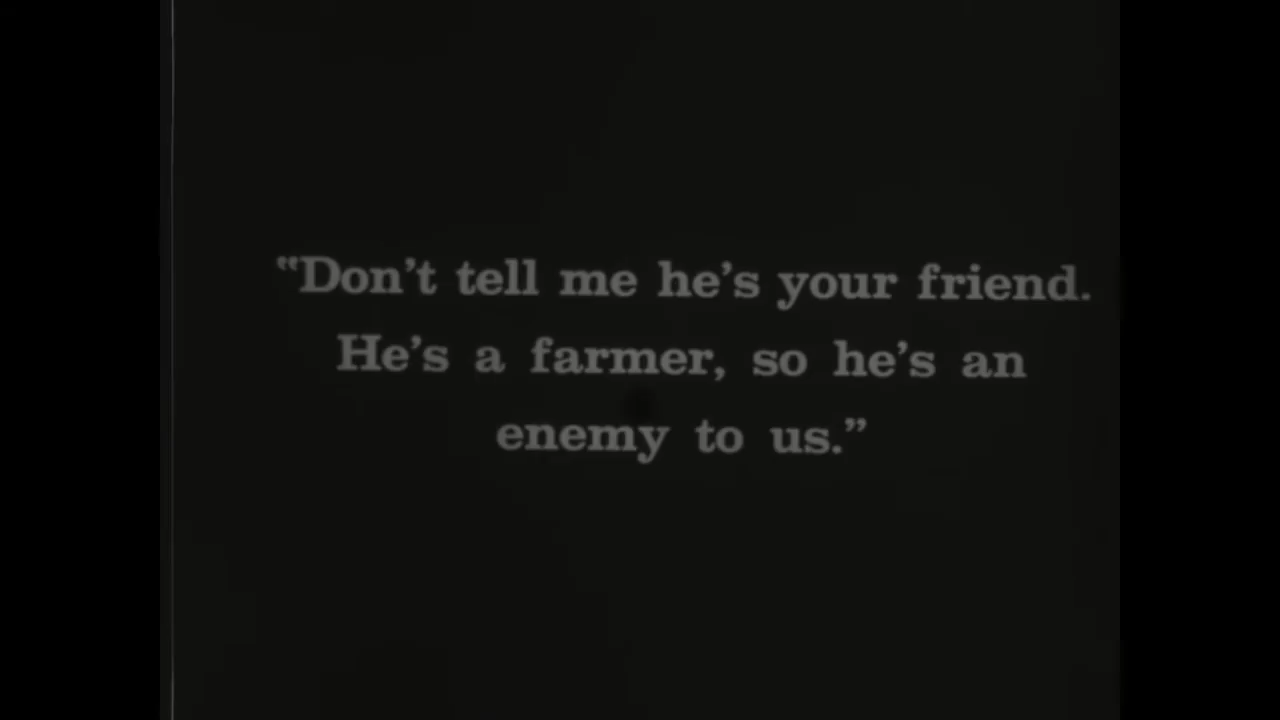 “Don’t tell me he’s your friend.
He’s a farmer, so he’s an
enemy to us.”